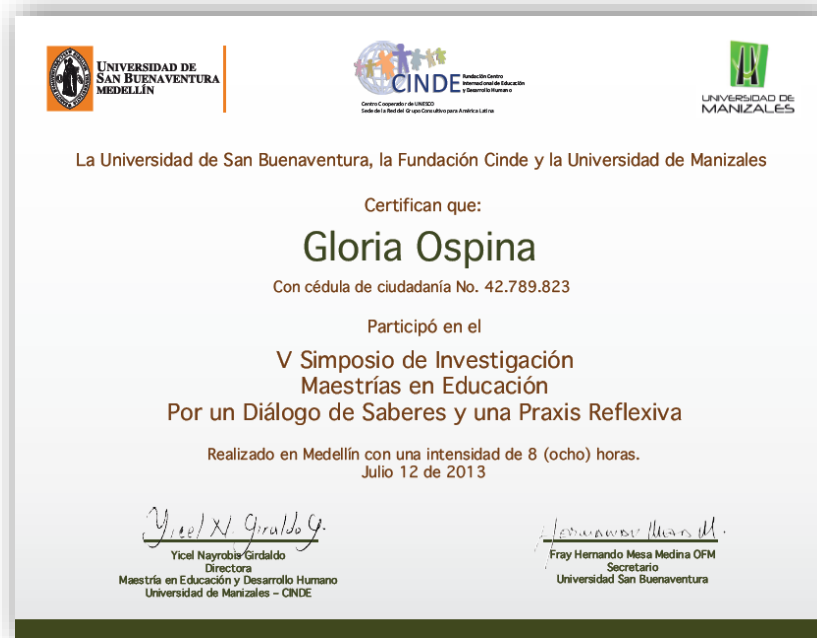 UNIVERSIDAD DE
SAN BUENAVENTURA
MEDELLÍN
CINDE
Fundación Centro
Internacional de Educación
y Desarrollo Humano
Centro Cooperador de UNESCO
Sede de la Red del Grupo Consultivo para América Latina
UNIVERSIDAD DE
MANIZALES
La Universidad de San Buenaventura, la Fundación Cinde y la Universidad de Manizales
Certifican que:
Gloria Ospina
Con cédula de ciudadanía No. 42.789.823
Participó en el
V Simposio de Investigación
Maestrías en Educación
Por un Diálogo de Saberes y una Praxis Reflexiva
Realizado en Medellín con una intensidad de 8 (ocho) horas.
Julio 12 de 2013
Yicel N. Giraldo G.
Yicel Nayrobis Girdaldo
Directora
Maestría en Educación y Desarrollo Humano
Universidad de Manizales – CINDE
Fray Hernando Mesa Medina OFM
Secretario
Universidad San Buenaventura